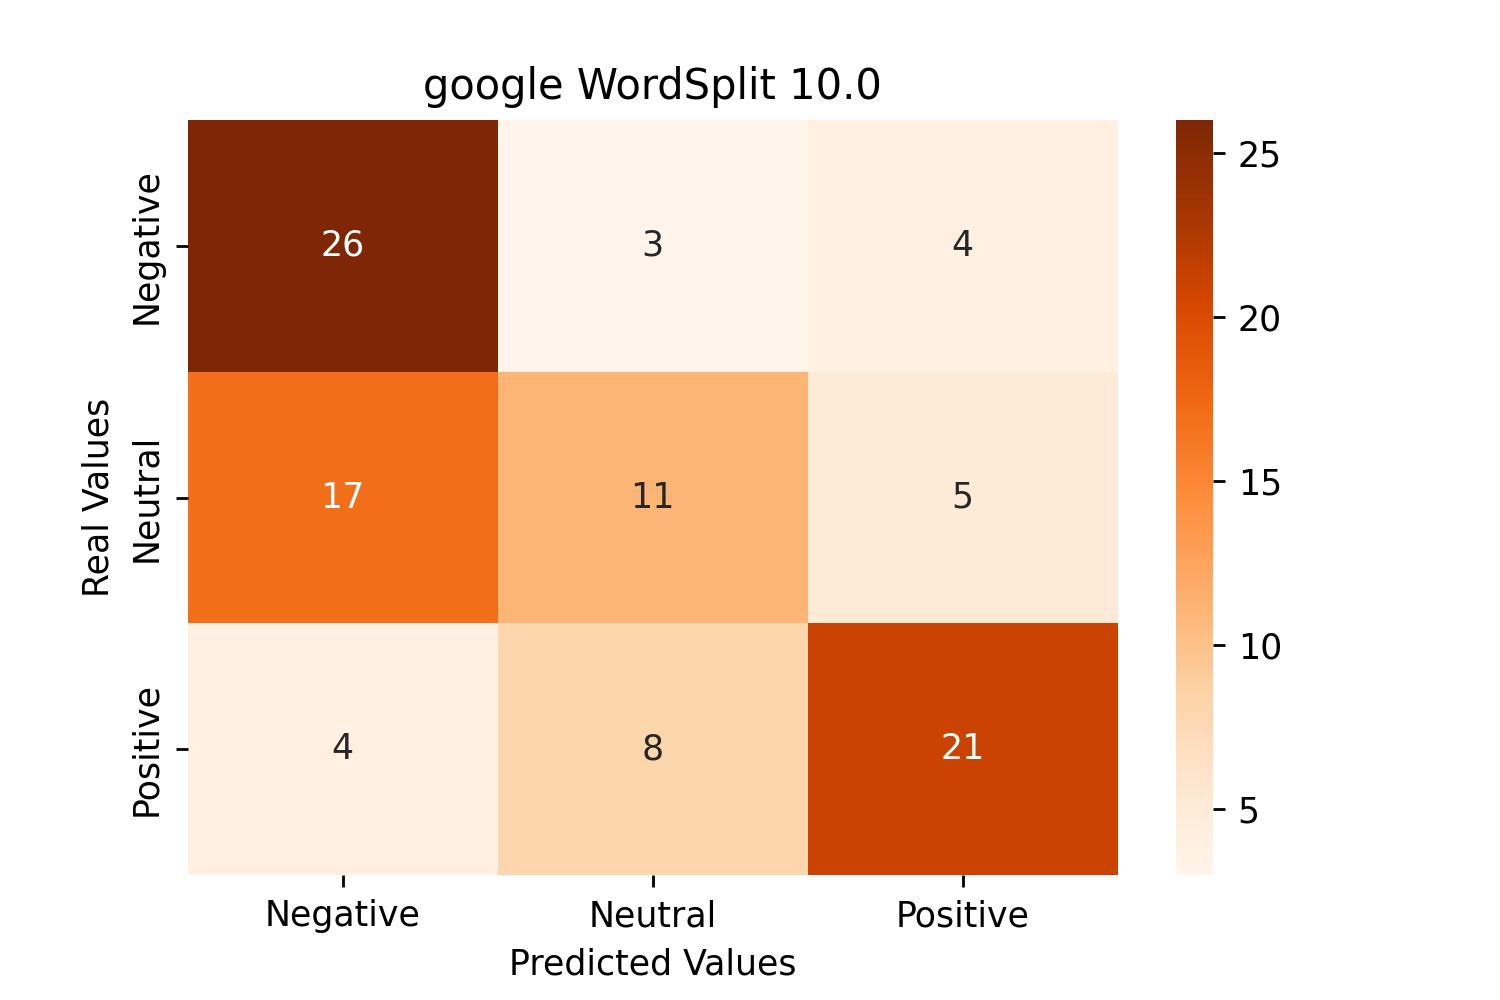 google WordSplit 10.0
Real Values
Negative
26
3
4
Neutral
17
11
5
Positive
4
8
21
Negative
Neutral
Positive
Predicted Values
25
20
15
10
5